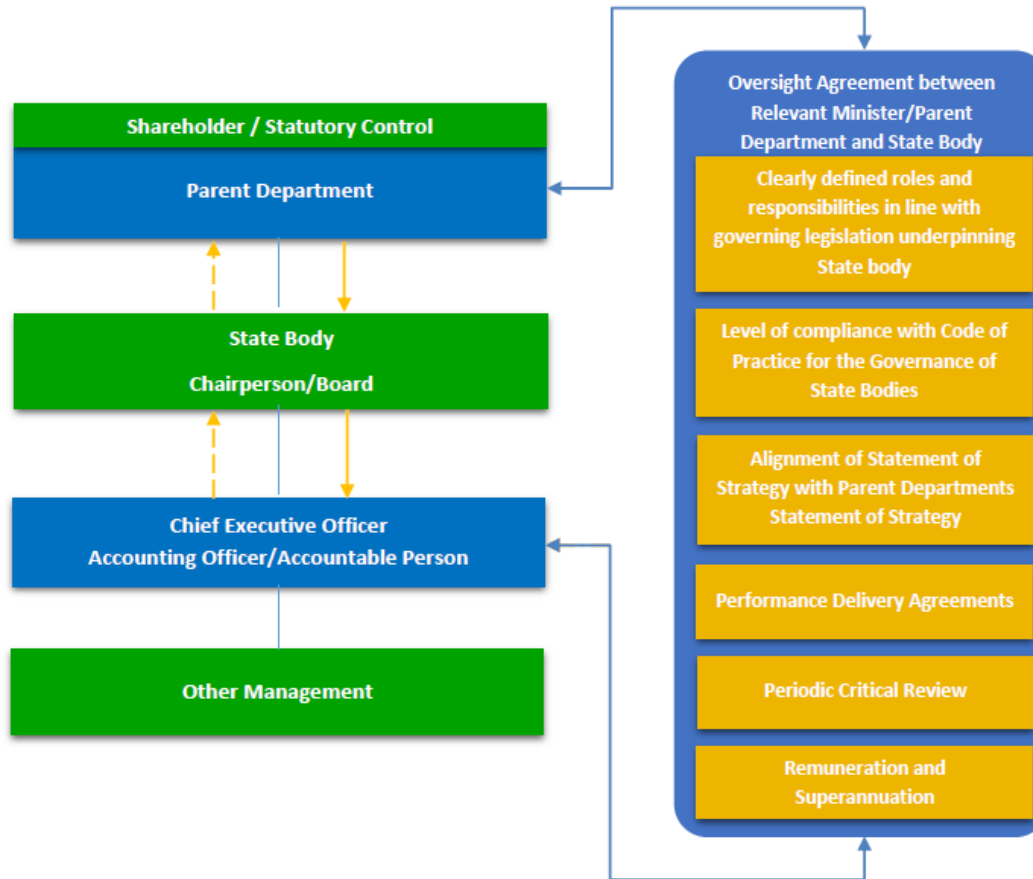 Shareholder / Statutory Control
Parent Department
State Body
Chairperson/Board
Chief Executive Officer
Accounting Officer/Accountable Person
Other Management
Oversight Agreement between
Relevant Minister/Parent
Department and State Body
Clearly defined roles and
responsibilities in line with
governing legislation underpinning
State body
Level of compliance with Code of
Practice for the Governance of
State Bodies
Alignment of Statement of
Strategy with Parent Departments
Statement of Strategy
Performance Delivery Agreements
Periodic Critical Review
Remuneration and
Superannuation